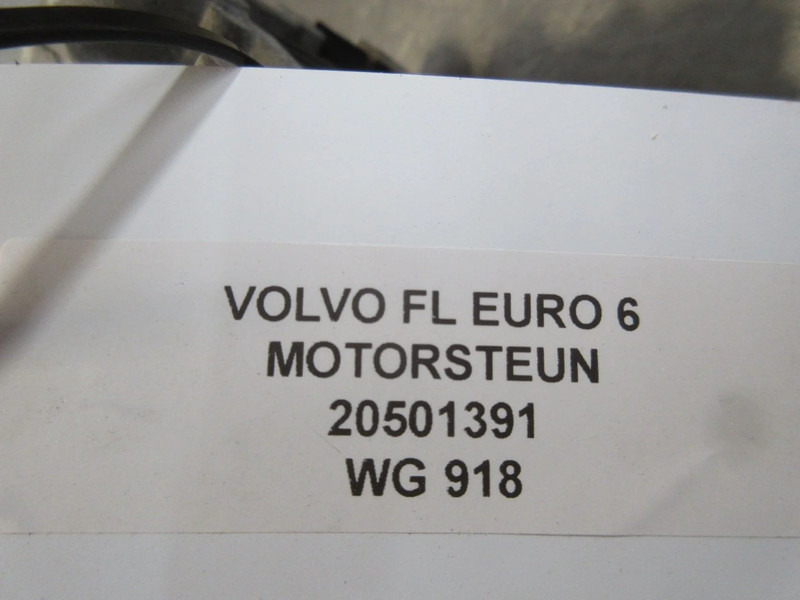 VOLVO FL EURO 6
MOTORSTEUN
20501391
WG 918